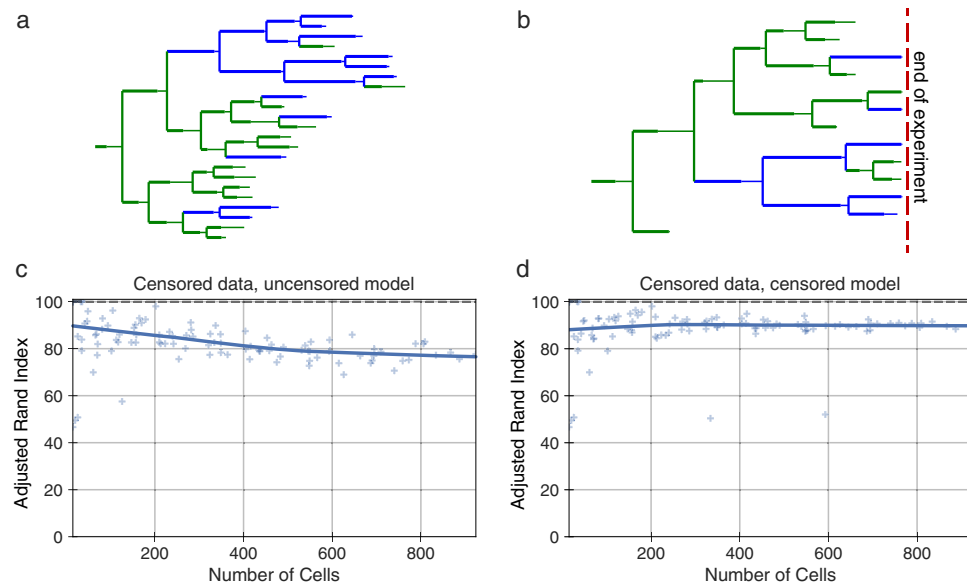 a
b
end of experiment
c
Censored data, uncensored model
100
80
60
40
20
0
Adjusted Rand Index
200
400
600
800
Number of Cells
d
Censored data, censored model
100
80
60
40
20
0
Adjusted Rand Index
200
400
600
800
Number of Cells